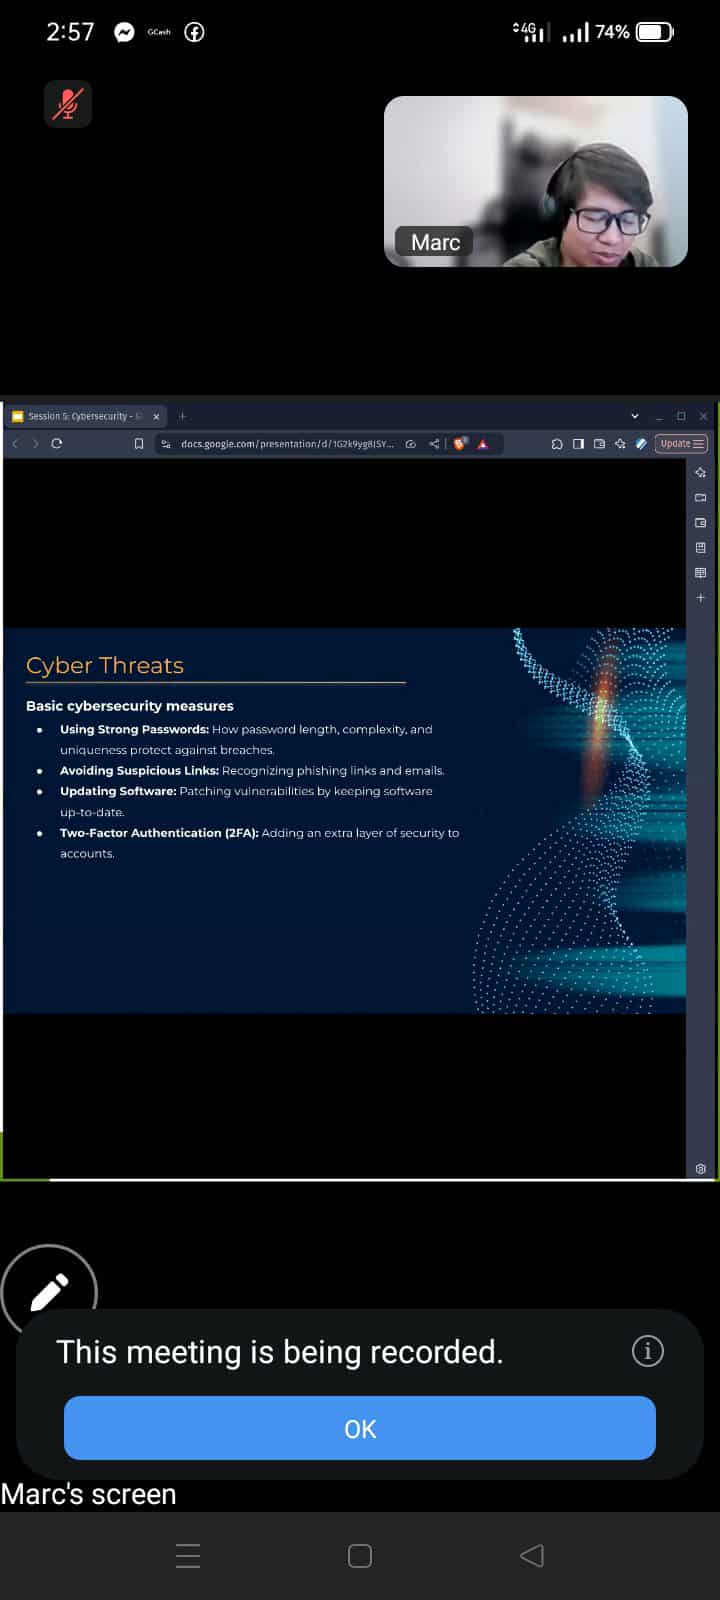 2:57 GCash 4G 74%
Marc
Session 5: Cybersecurity -
docs.google.com/presentation/d/1G2k9yg8(SY...
Update
Cyber Threats
Basic cybersecurity measures
● Using Strong Passwords: How password length, complexity, and
uniqueness protect against breaches.
● Avoiding Suspicious Links: Recognizing phishing links and emails.
● Updating Software: Patching vulnerabilities by keeping software
up-to-date.
● Two-Factor Authentication (2FA): Adding an extra layer of security to
accounts.
This meeting is being recorded.
OK
Marc's screen